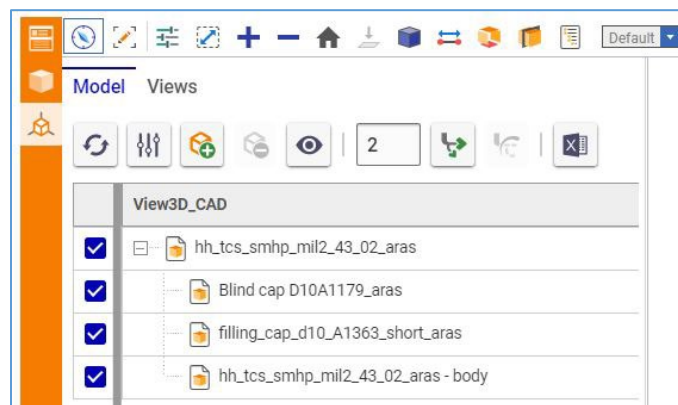 Default
Model Views
2
View3D_CAD
hh_tcs_smhp_mil2_43_02_aras
Blind cap D10A1179_aras
filling_cap_d10_A1363_short_aras
hh_tcs_smhp_mil2_43_02_aras - body